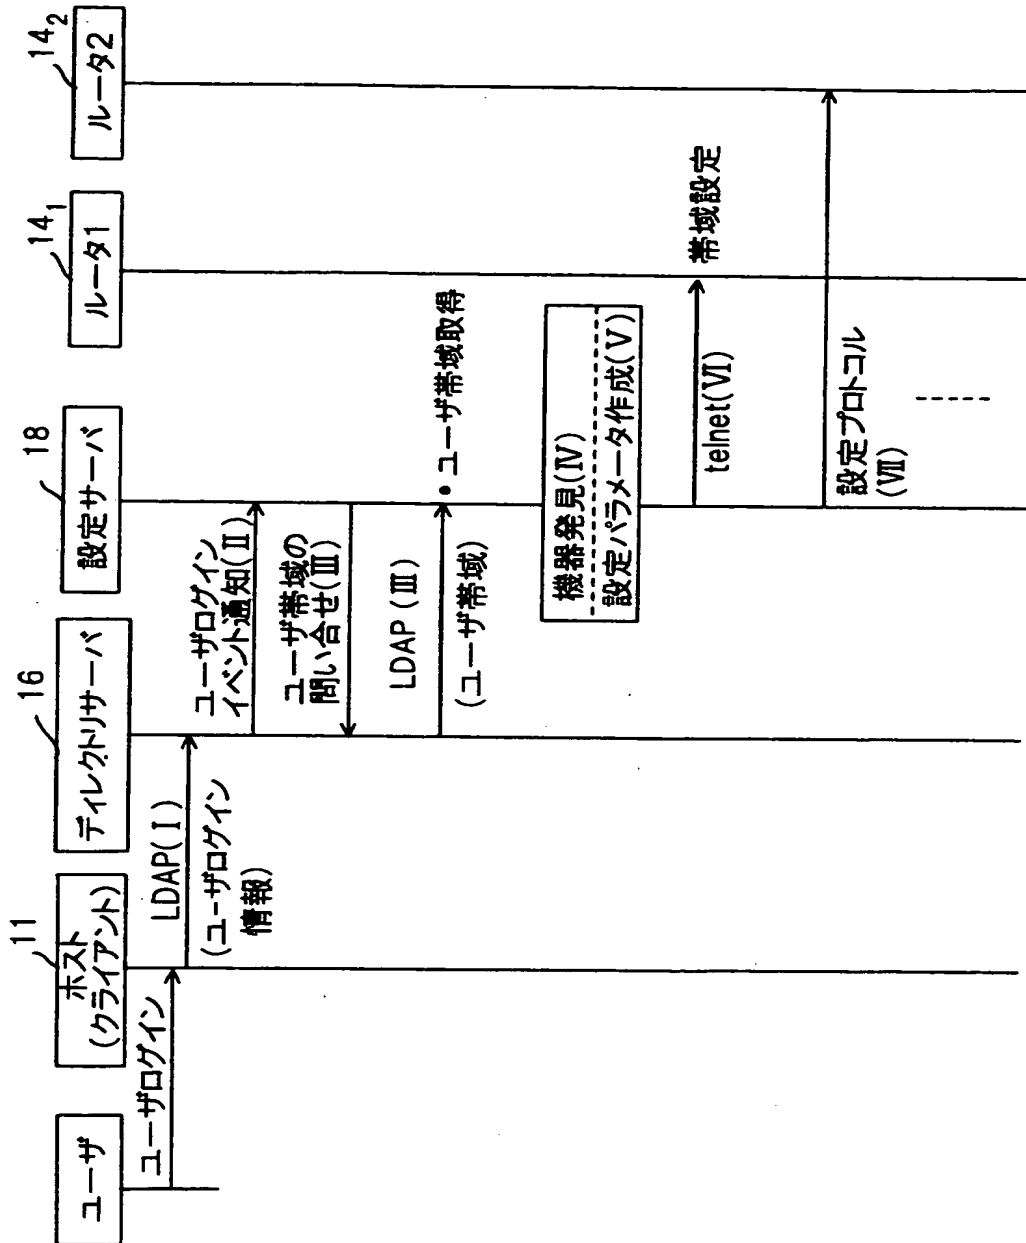 ユーザ
11
ホスト
(クライアント)
16
ディレクトリサーバ
18
設定サーバ
14₁
ルータ1
14₂
ルータ2
ユーザログイン
LDAP(Ⅰ)
(ユーザログイン
情報)
ユーザログイン
イベント通知(Ⅱ)
ユーザ帯域の
問い合せ(Ⅲ)
LDAP(Ⅲ)
(ユーザ帯域)
・ユーザ帯域取得
機器発見(Ⅳ)
設定パラメータ作成(Ⅴ)
telnet(Ⅵ)
帯域設定
設定プロトコル
(Ⅶ)